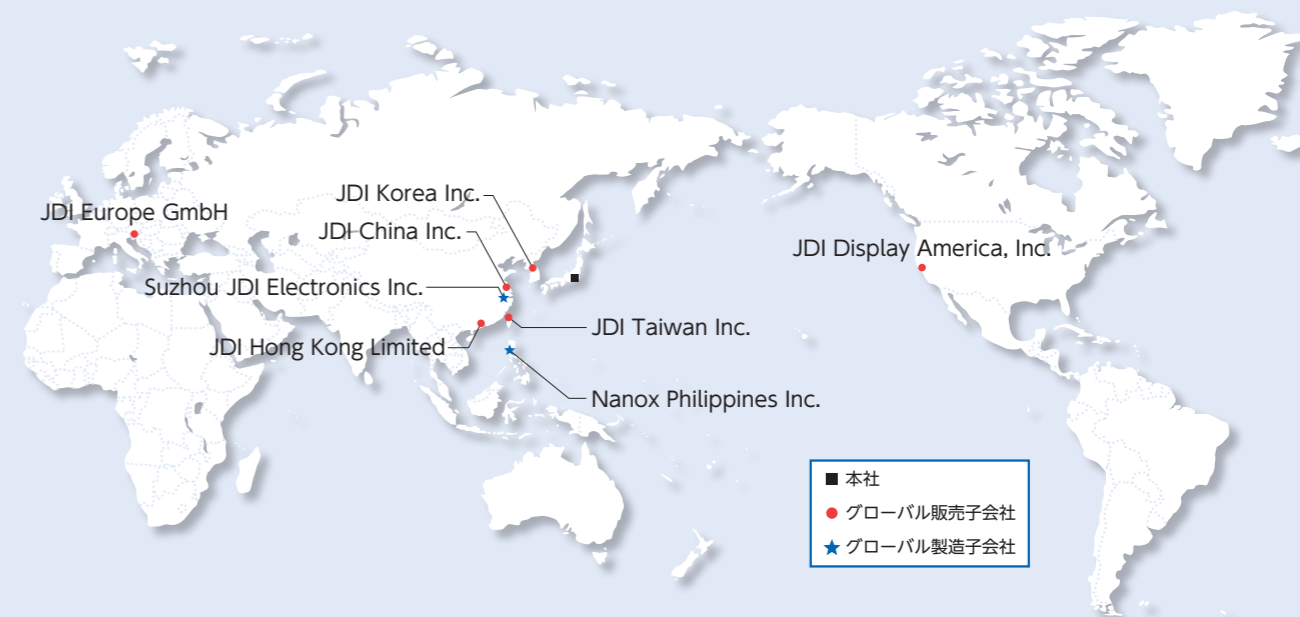 JDI Korea Inc.
JDI Europe GmbH
JDI China Inc.
JDI Display America, Inc.
Suzhou JDI Electronics Inc.
JDI Taiwan Inc.
JDI Hong Kong Limited
Nanox Philippines Inc.
■ 本社
● グローバル販売子会社
★ グローバル製造子会社